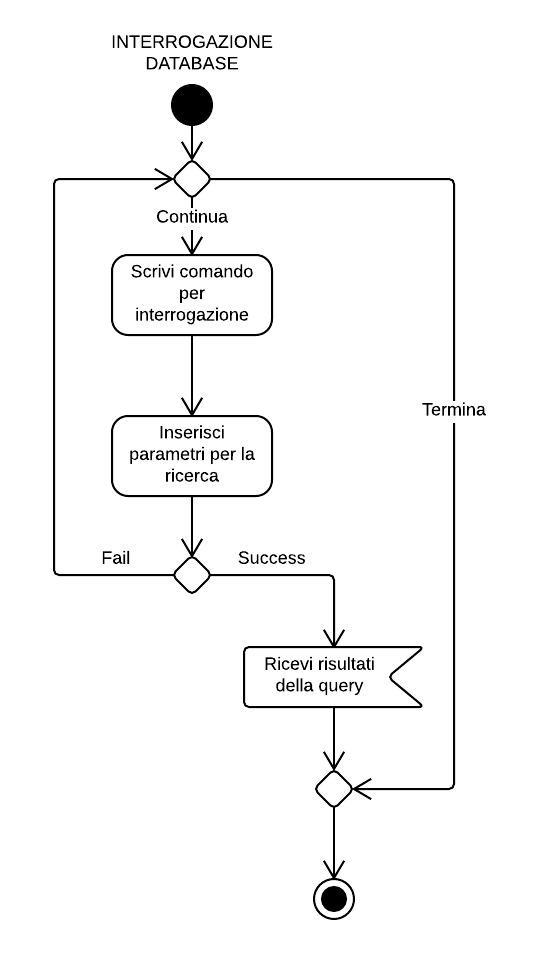 INTERROGAZIONE
DATABASE
Continua
Scrivi comando
per
interrogazione
Termina
Inserisci
parametri per la
ricerca
Fail
Success
Ricevi risultati
della query